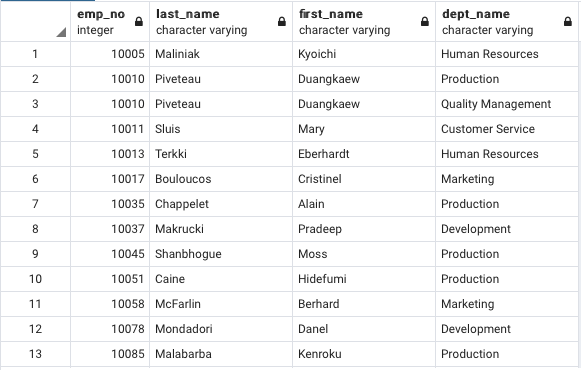 emp_no last_name first_name dept_name
integer character varying character varying character varying
1 10005 Maliniak Kyoichi Human Resources
2 10010 Piveteau Duangkaew Production
3 10010 Piveteau Duangkaew Quality Management
4 10011 Sluis Mary Customer Service
5 10013 Terkki Eberhardt Human Resources
6 10017 Bouloucos Cristinel Marketing
7 10035 Chappelet Alain Production
8 10037 Makrucki Pradeep Development
9 10045 Shanbhogue Moss Production
10 10051 Caine Hidefumi Production
11 10058 McFarlin Berhard Marketing
12 10078 Mondadori Danel Development
13 10085 Malabarba Kenroku Production